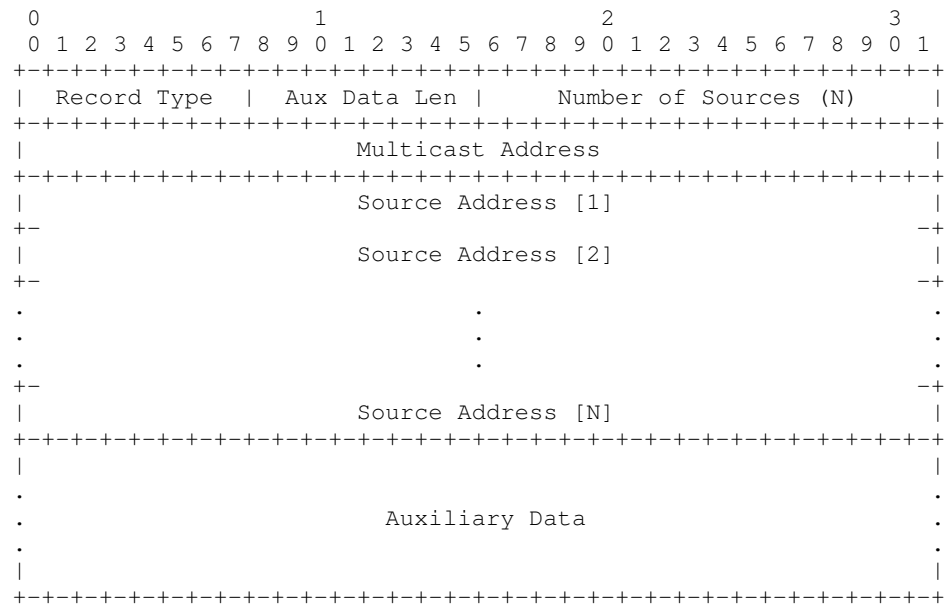 0                   1                   2                   3
 0 1 2 3 4 5 6 7 8 9 0 1 2 3 4 5 6 7 8 9 0 1 2 3 4 5 6 7 8 9 0 1
+-+-+-+-+-+-+-+-+-+-+-+-+-+-+-+-+-+-+-+-+-+-+-+-+-+-+-+-+-+-+-+-+
|  Record Type  |  Aux Data Len |     Number of Sources (N)     |
+-+-+-+-+-+-+-+-+-+-+-+-+-+-+-+-+-+-+-+-+-+-+-+-+-+-+-+-+-+-+-+-+
|                       Multicast Address                       |
+-+-+-+-+-+-+-+-+-+-+-+-+-+-+-+-+-+-+-+-+-+-+-+-+-+-+-+-+-+-+-+-+
|                       Source Address [1]                      |
+-                                                             -+
|                       Source Address [2]                      |
+-                                                             -+
.                               .                               .
.                               .                               .
.                               .                               .
+-                                                             -+
|                       Source Address [N]                      |
+-+-+-+-+-+-+-+-+-+-+-+-+-+-+-+-+-+-+-+-+-+-+-+-+-+-+-+-+-+-+-+-+
|                                                               |
.                                                               .
.                         Auxiliary Data                        .
.                                                               .
|                                                               |
+-+-+-+-+-+-+-+-+-+-+-+-+-+-+-+-+-+-+-+-+-+-+-+-+-+-+-+-+-+-+-+-+